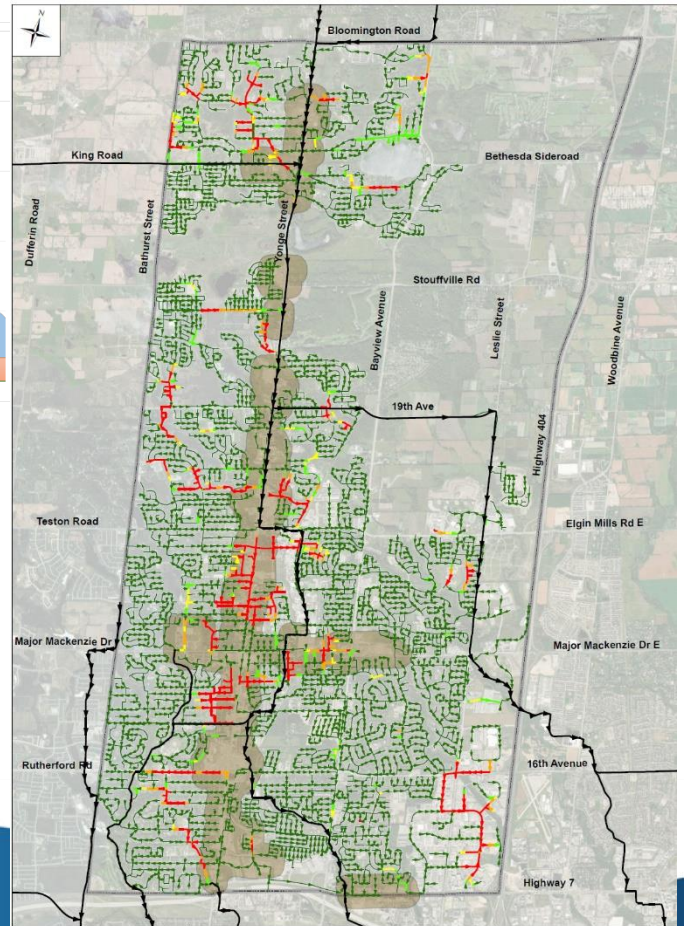 N
Bloomington Road
King Road
Bethesda Sideroad
Dufferin Road
Bathurst Street
Yonge Street
Stouffville Rd
Bayview Avenue
Leslie Street
Woodbine Avenue
19th Ave
Highway 404
Teston Road
Elgin Mills Rd E
Major Mackenzie Dr
Major Mackenzie Dr E
Rutherford Rd
16th Avenue
Highway 7